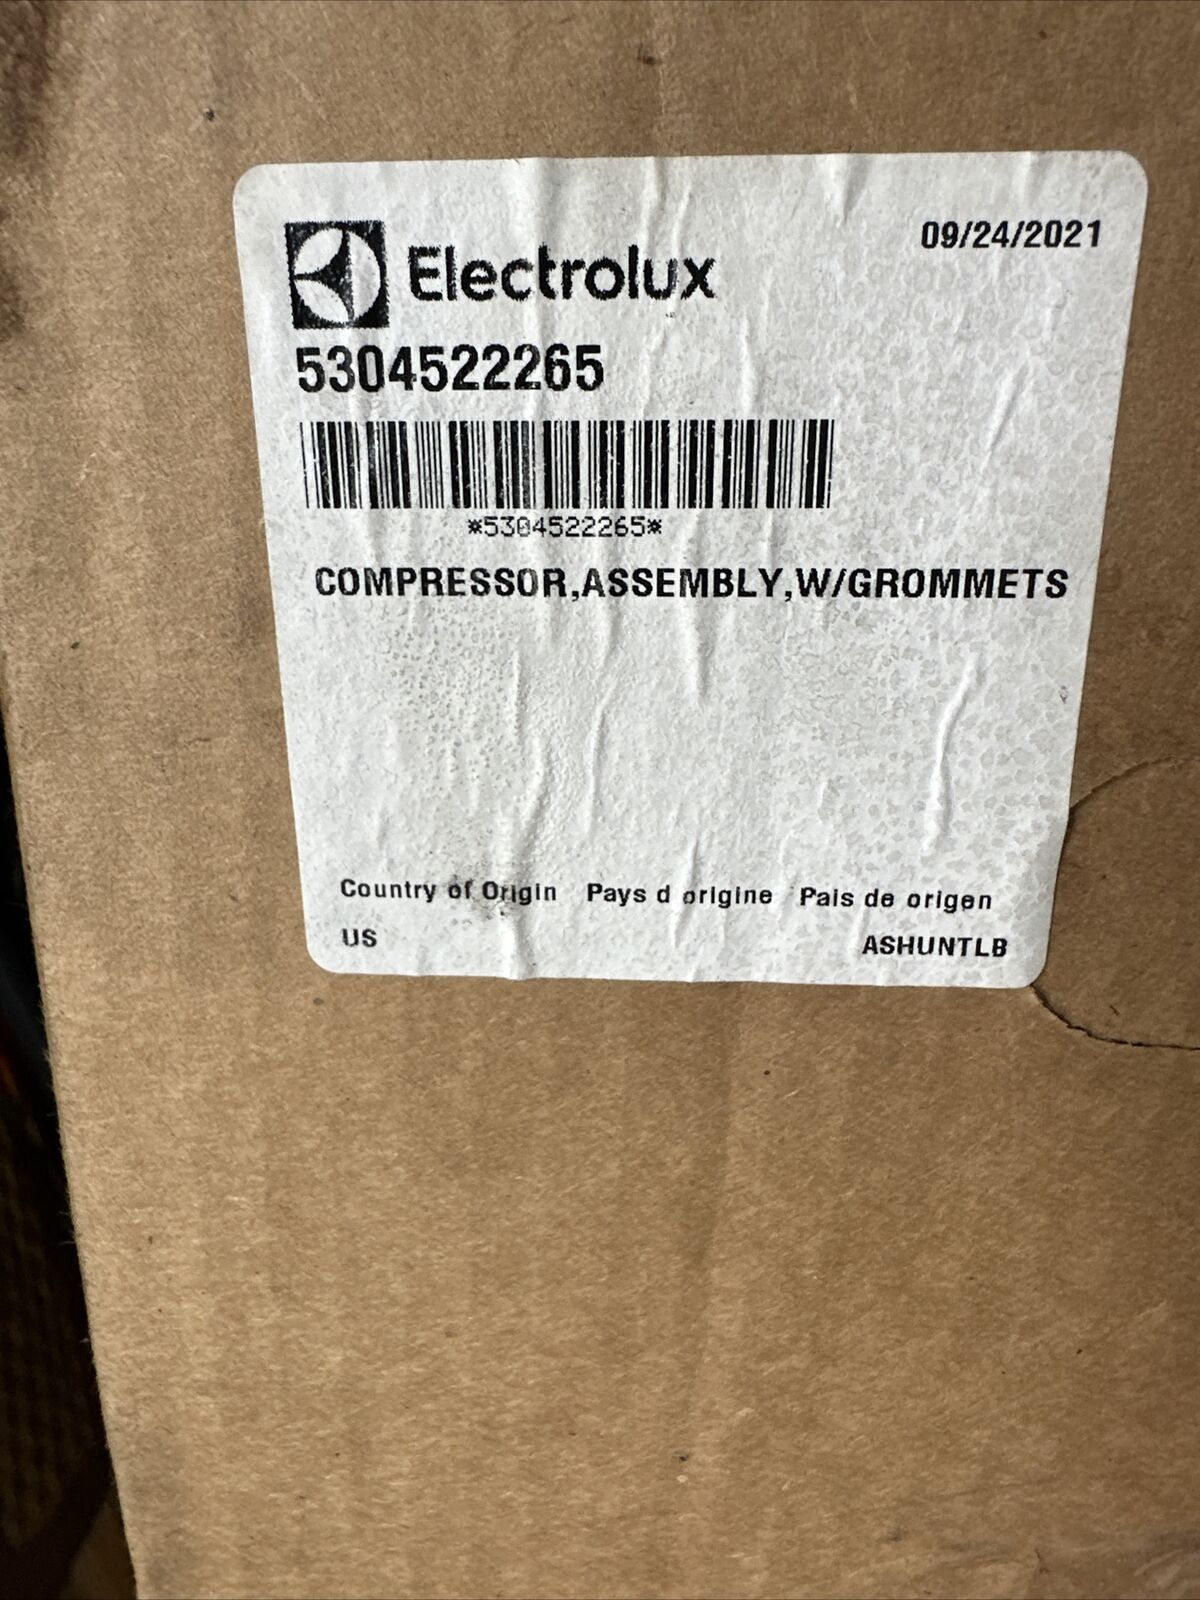 Electrolux
09/24/2021
5304522265
*5304522265*
COMPRESSOR,ASSEMBLY,W/GROMMETS
Country of Origin Pays d origine Pais de origen
US
ASHUNTLB